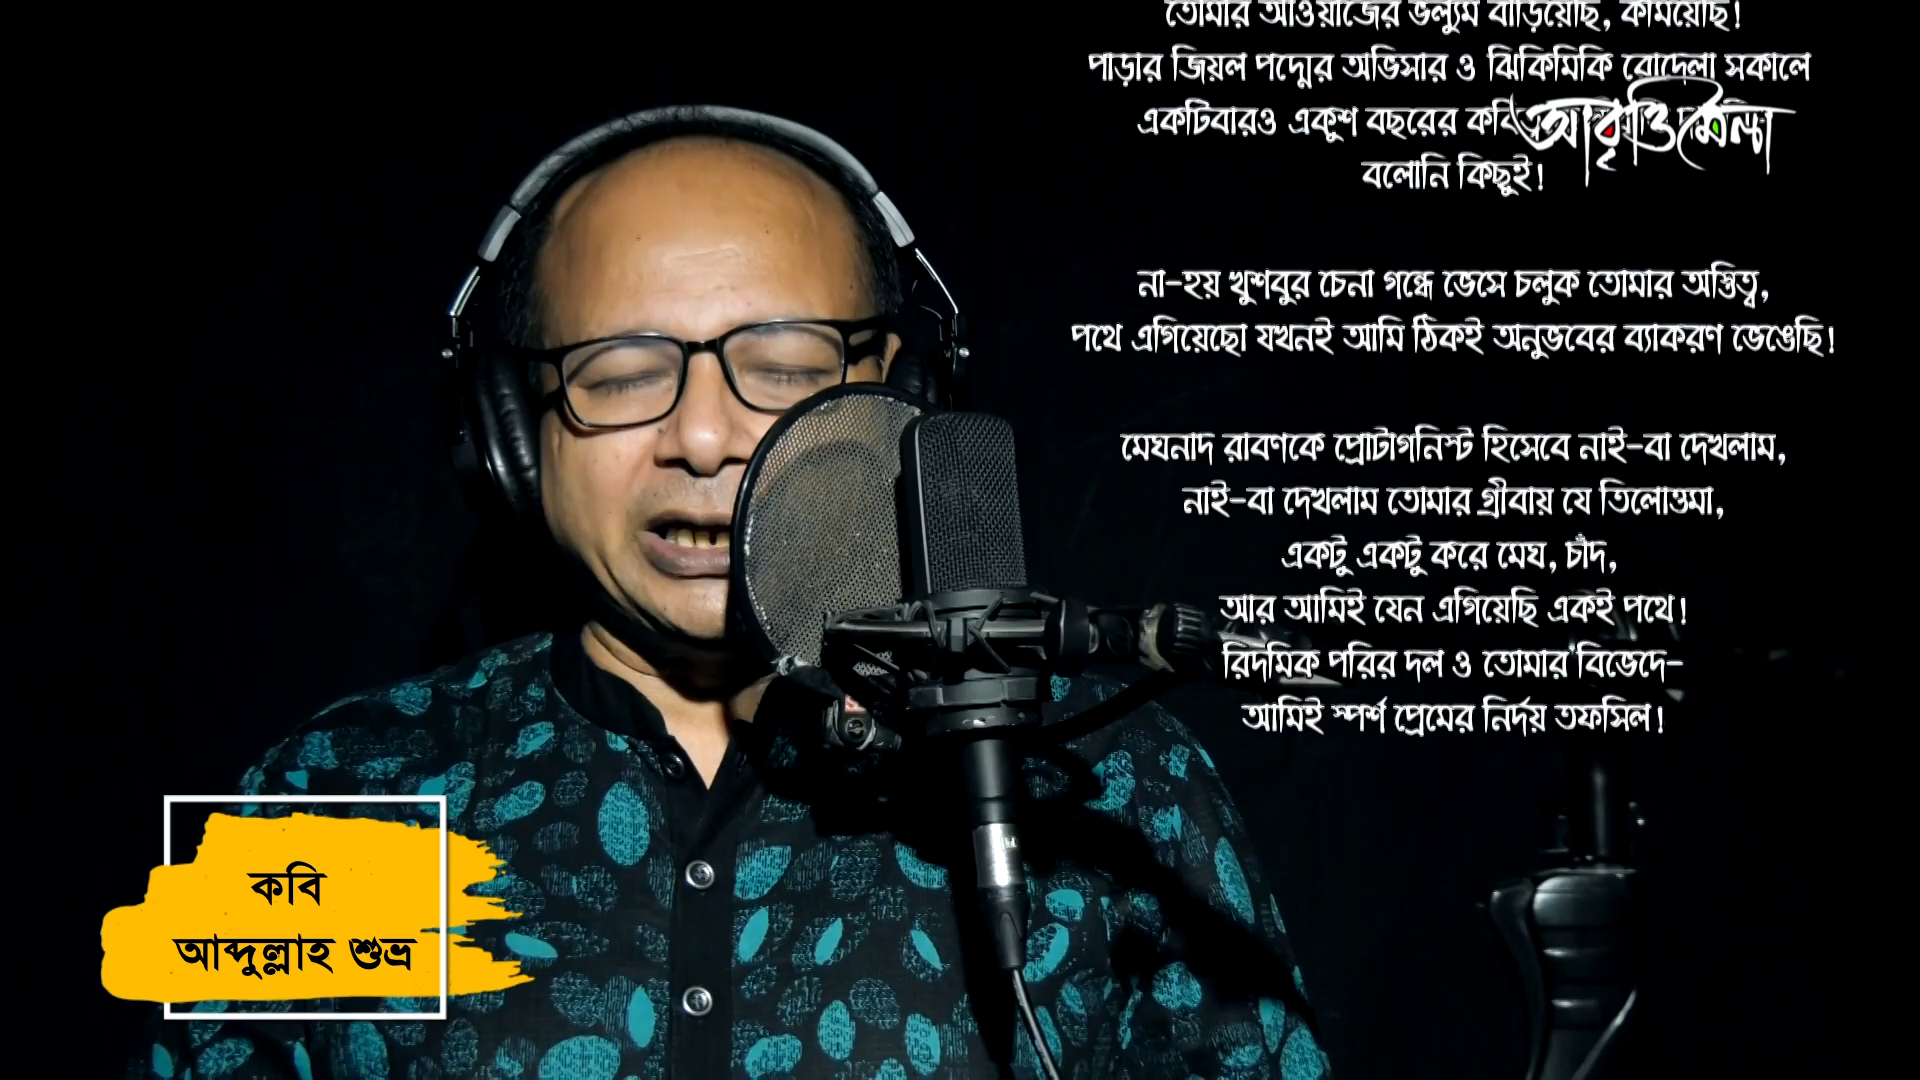 তোমার আওয়াজের ভল্যুম বাড়িয়েছি, কমিয়েছি!
পাড়ার জিয়ল পদ্মের অভিসার ও ঝিকিমিকি রোদেলা সকালে
একটিবারও একুশ বছরের
বলোনি কিছুই!
না-হয় খুশবুর চেনা গন্ধে ভেসে চলুক তোমার অস্তিত্ব,
পথে এগিয়েছো যখনই আমি ঠিকই অনুভবের ব্যাকরণ ভেঙেছি!
মেঘনাদ রাবণকে প্রোটাগনিস্ট হিসেবে নাই-বা দেখলাম,
নাই-বা দেখলাম তোমার গ্রীবায় যে তিলোত্তমা,
একটু একটু করে মেঘ, চাঁদ,
আর আমিই যেন এগিয়েছি একই পথে!
রিদমিক পরির দল ও তোমার বিভেদে-
আমিই স্পর্শ প্রেমের নির্দয় তফসিল!
কবি
আব্দুল্লাহ শুভ্র